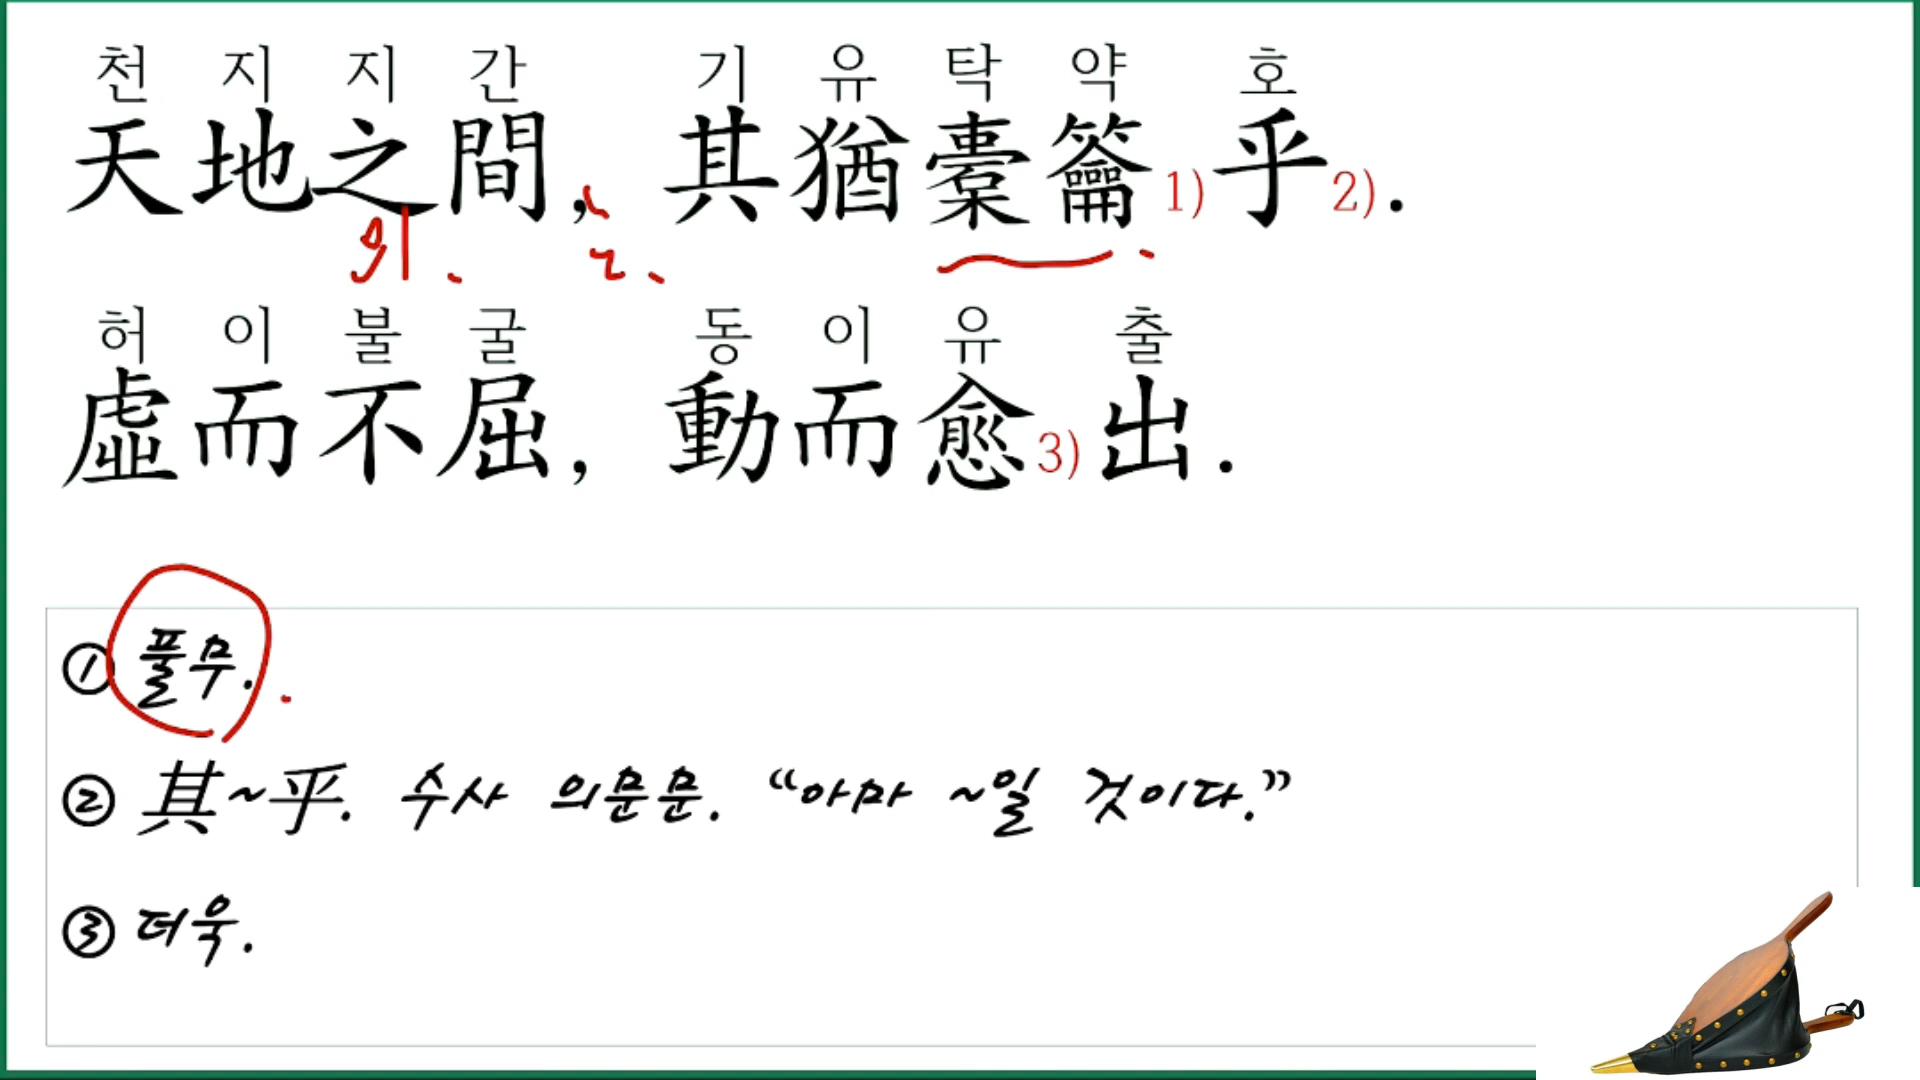 천 지 지 간 기 유 탁 약 호
天地之間, 其猶橐籥1)乎2).
의
는
허 이 불 굴 동 이 유 출
虛而不屈, 動而愈3)出.
① 풀무.
② 其~乎. 수사 의문문. “아마 ~일 것이다.”
③ 더욱.